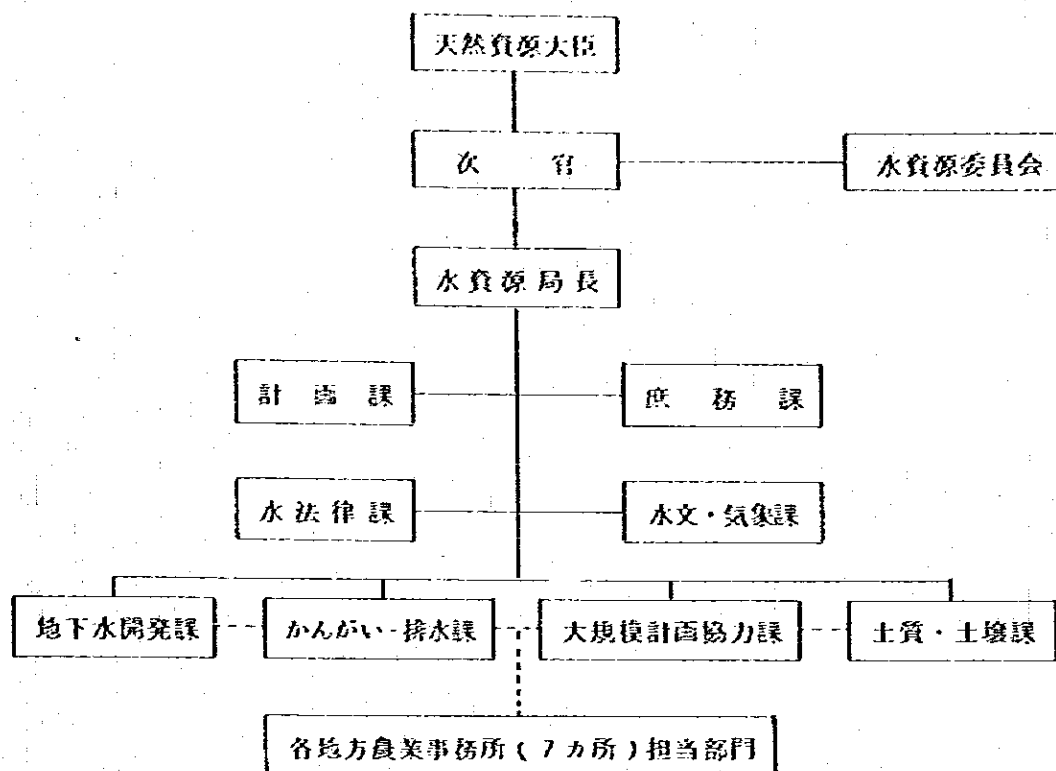 天然資源大臣
次官
水資源委員会
水資源局長
計画課
庶務課
水法律課
水文・気象課
地下水開発課
かんがい-排水課
大規模計画協力課
土質・土壌課
各地方農業事務所(7カ所)担当部門